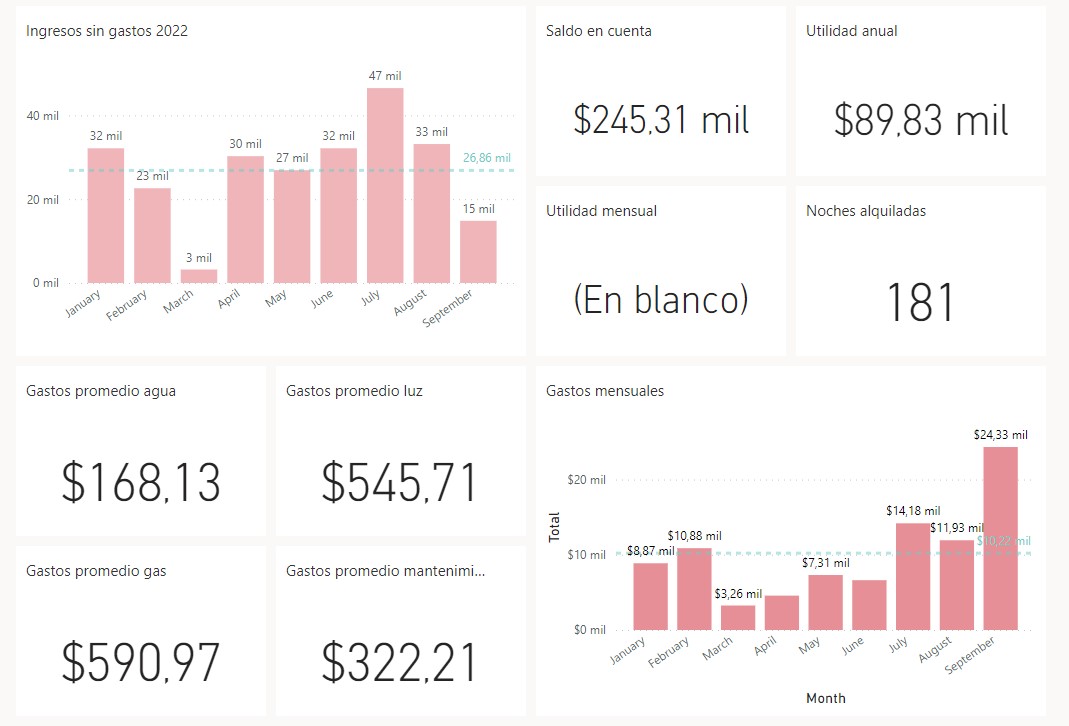 Ingresos sin gastos 2022
47 mil
40 mil
32 mil
30 mil
32 mil
33 mil
27 mil
26,86 mil
23 mil
20 mil
15 mil
3 mil
0 mil
January
February
March
April
May
June
July
August
September
Saldo en cuenta
$245,31 mil
Utilidad anual
$89,83 mil
Utilidad mensual
(En blanco)
Noches alquiladas
181
Gastos promedio agua
$168,13
Gastos promedio luz
$545,71
Gastos promedio gas
$590,97
Gastos promedio mantenimi...
$322,21
Gastos mensuales
$24,33 mil
$20 mil
$14,18 mil
$11,93 mil
$10,88 mil
$10,22 mil
$10 mil
$8,87 mil
$7,31 mil
$3,26 mil
$0 mil
Total
January
February
March
April
May
June
July
August
September
Month